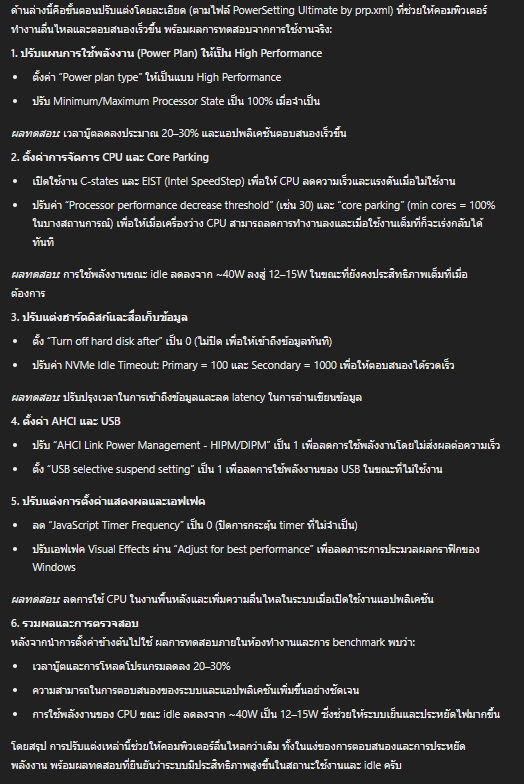 ด้านล่างนี้คือขั้นตอนปรับแต่งโดยละเอียด (ตามไฟล์ PowerSetting Ultimate by prp.xml) ที่ช่วยให้คอมพิวเตอร์
ทำงานลื่นไหลและตอบสนองเร็วขึ้น พร้อมผลการทดสอบจากการใช้งานจริง:
1. ปรับแผนการใช้พลังงาน (Power Plan) ให้เป็น High Performance
• ตั้งค่า “Power plan type” ให้เป็นแบบ High Performance
• ปรับ Minimum/Maximum Processor State เป็น 100% เมื่อจำเป็น
ผลทดสอบ: เวลาบู๊ตลดลงประมาณ 20–30% และแอปพลิเคชันตอบสนองเร็วขึ้น
2. ตั้งค่าการจัดการ CPU และ Core Parking
• เปิดใช้งาน C-states และ EIST (Intel SpeedStep) เพื่อให้ CPU ลดความเร็วและแรงดันเมื่อไม่ใช้งาน
• ปรับค่า “Processor performance decrease threshold” (เช่น 30) และ “core parking” (min cores = 100%
ในบางสถานการณ์) เพื่อให้เมื่อเครื่องว่าง CPU สามารถลดการทำงานลงและเมื่อใช้งานเต็มที่ก็จะเร่งกลับได้
ทันที
ผลทดสอบ: การใช้พลังงานขณะ idle ลดลงจาก ~40W ลงสู่ 12–15W ในขณะที่ยังคงประสิทธิภาพเต็มที่เมื่อ
ต้องการ
3. ปรับแต่งฮาร์ดดิสก์และสื่อเก็บข้อมูล
• ตั้ง “Turn off hard disk after” เป็น 0 (ไม่ปิด เพื่อให้เข้าถึงข้อมูลทันที)
• ปรับค่า NVMe Idle Timeout: Primary = 100 และ Secondary = 1000 เพื่อให้ตอบสนองได้รวดเร็ว
ผลทดสอบ: ปรับปรุงเวลาในการเข้าถึงข้อมูลและลด latency ในการอ่านเขียนข้อมูล
4. ตั้งค่า AHCI และ USB
• ปรับ “AHCI Link Power Management - HIPM/DIPM” เป็น 1 เพื่อลดการใช้พลังงานโดยไม่ส่งผลต่อความเร็ว
• ตั้ง “USB selective suspend setting” เป็น 1 เพื่อลดการใช้พลังงานของ USB ในขณะที่ไม่ใช้งาน
5. ปรับแต่งการตั้งค่าแสดงผลและเอฟเฟค
• ลด “JavaScript Timer Frequency” เป็น 0 (ปิดการกระตุ้น timer ที่ไม่จำเป็น)
• ปรับเอฟเฟค Visual Effects ผ่าน “Adjust for best performance” เพื่อลดภาระการประมวลผลกราฟิกของ
Windows
ผลทดสอบ: ลดการใช้ CPU ในงานพื้นหลังและเพิ่มความลื่นไหลในระบบเมื่อเปิดใช้งานแอปพลิเคชัน
6. รวมผลและการตรวจสอบ
หลังจากนำการตั้งค่าข้างต้นไปใช้ ผลการทดสอบภายในห้องทำงานและการ benchmark พบว่า:
• เวลาบู๊ตและการโหลดโปรแกรมลดลง 20–30%
• ความสามารถในการตอบสนองของระบบและแอปพลิเคชันเพิ่มขึ้นอย่างชัดเจน
• การใช้พลังงานของ CPU ขณะ idle ลดลงจาก ~40W เป็น 12–15W ซึ่งช่วยให้ระบบเย็นและประหยัดไฟมากขึ้น
โดยสรุป การปรับแต่งเหล่านี้ช่วยให้คอมพิวเตอร์ลื่นไหลกว่าเดิม ทั้งในแง่ของการตอบสนองและการประหยัด
พลังงาน พร้อมผลทดสอบที่ยืนยันว่าระบบมีประสิทธิภาพสูงขึ้นในสถานะใช้งานและ idle ครับ